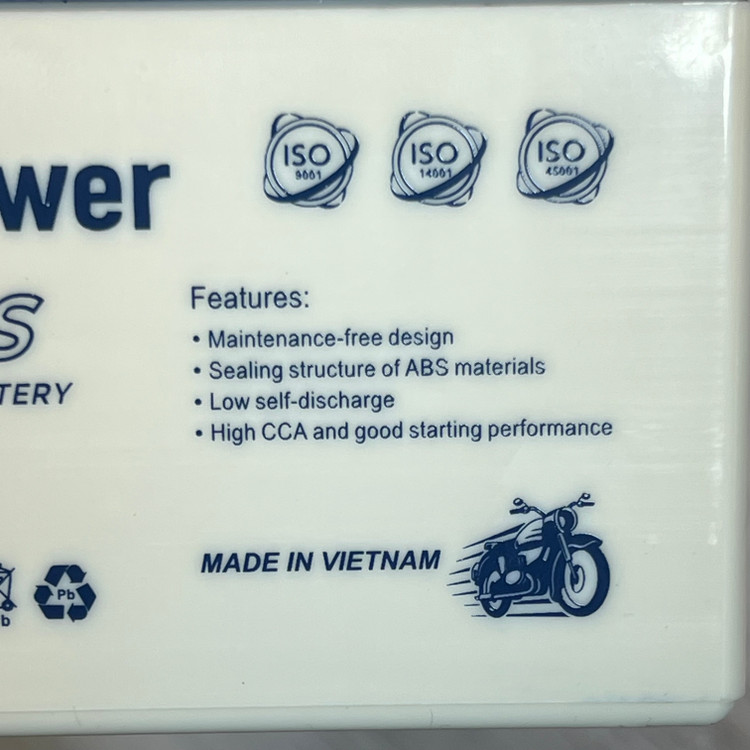 ISO 9001
ISO 14001
ISO 45001
wer
S
TERY
Features:
• Maintenance-free design
• Sealing structure of ABS materials
• Low self-discharge
• High CCA and good starting performance
MADE IN VIETNAM
b
Pb